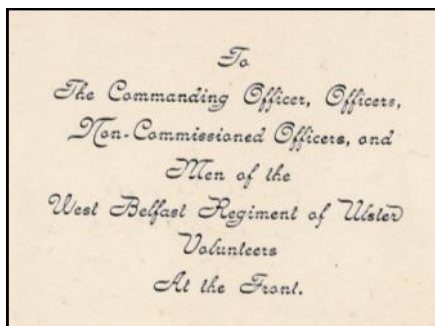 To
The Commanding Officer, Officers,
Non-Commissioned Officers, and
Men of the
West Belfast Regiment of Ulster
Volunteers
At the Front.